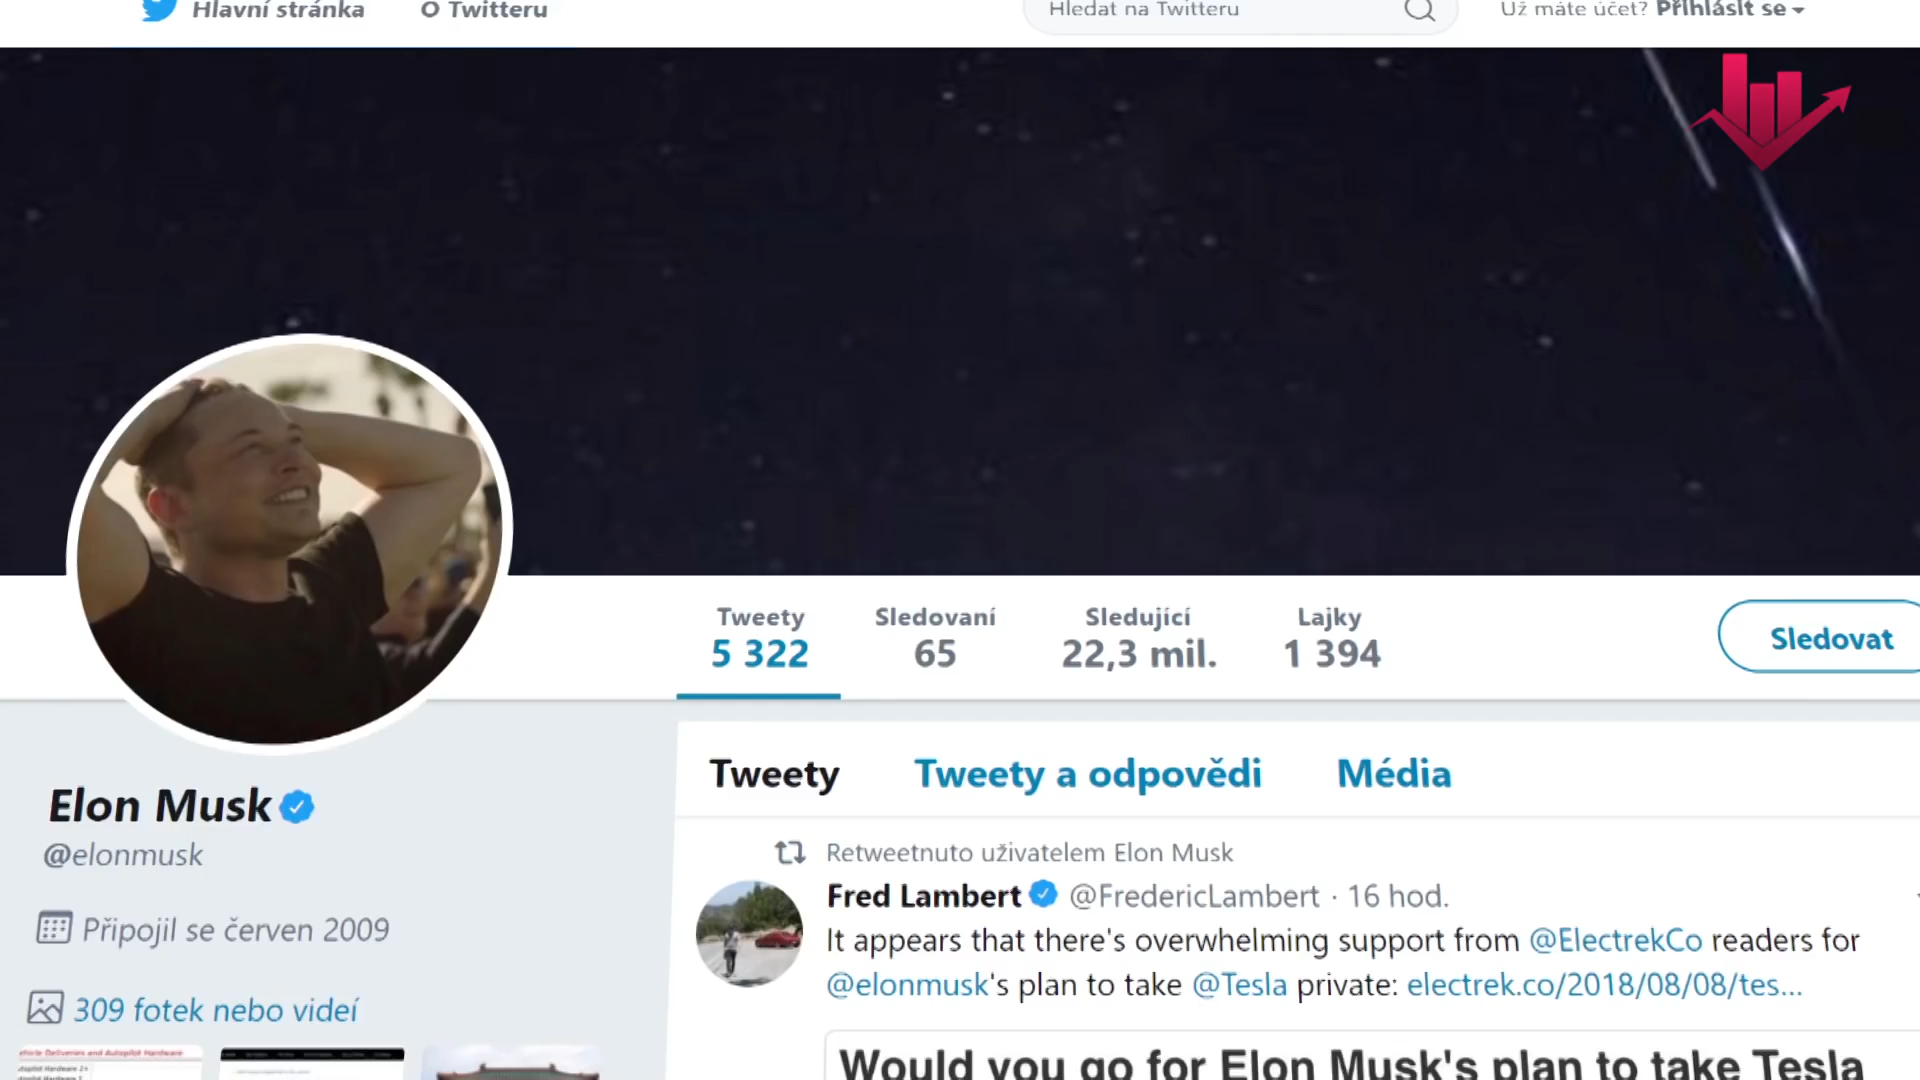 Hlavní stránka
O Twitteru
Hledat na Twitteru
Už máte účet? Přihlásit se
Tweety
5 322
Sledovaní
65
Sledující
22,3 mil.
Lajky
1 394
Sledovat
Elon Musk
@elonmusk
Připojil se červen 2009
309 fotek nebo videí
Tweety
Tweety a odpovědi
Média
Retweetnuto uživatelem Elon Musk
Fred Lambert @FredericLambert · 16 hod.
It appears that there's overwhelming support from @ElectrekCo readers for
@elonmusk's plan to take @Tesla private: electrek.co/2018/08/08/tes...
Would you go for Elon Musk's plan to take Tesla